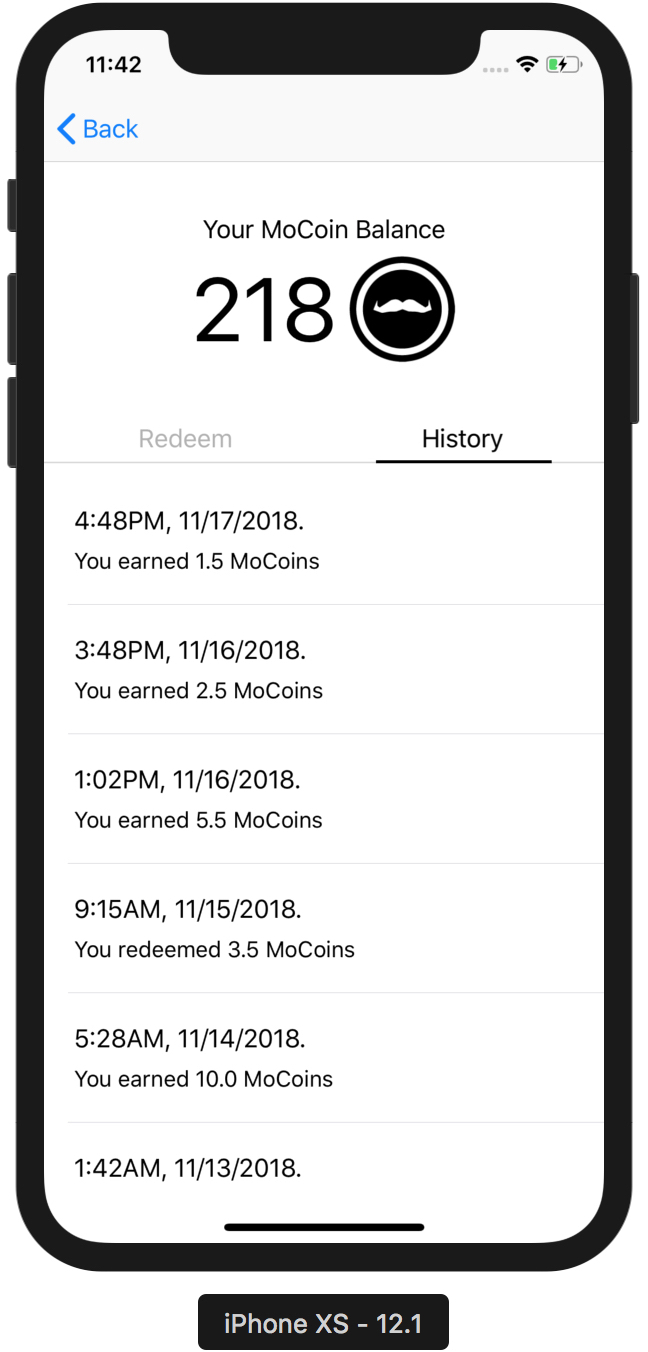 11:42
Back
Your MoCoin Balance
218
Redeem History
4:48PM, 11/17/2018.
You earned 1.5 MoCoins
3:48PM, 11/16/2018.
You earned 2.5 MoCoins
1:02PM, 11/16/2018.
You earned 5.5 MoCoins
9:15AM, 11/15/2018.
You redeemed 3.5 MoCoins
5:28AM, 11/14/2018.
You earned 10.0 MoCoins
1:42AM, 11/13/2018.
iPhone XS - 12.1